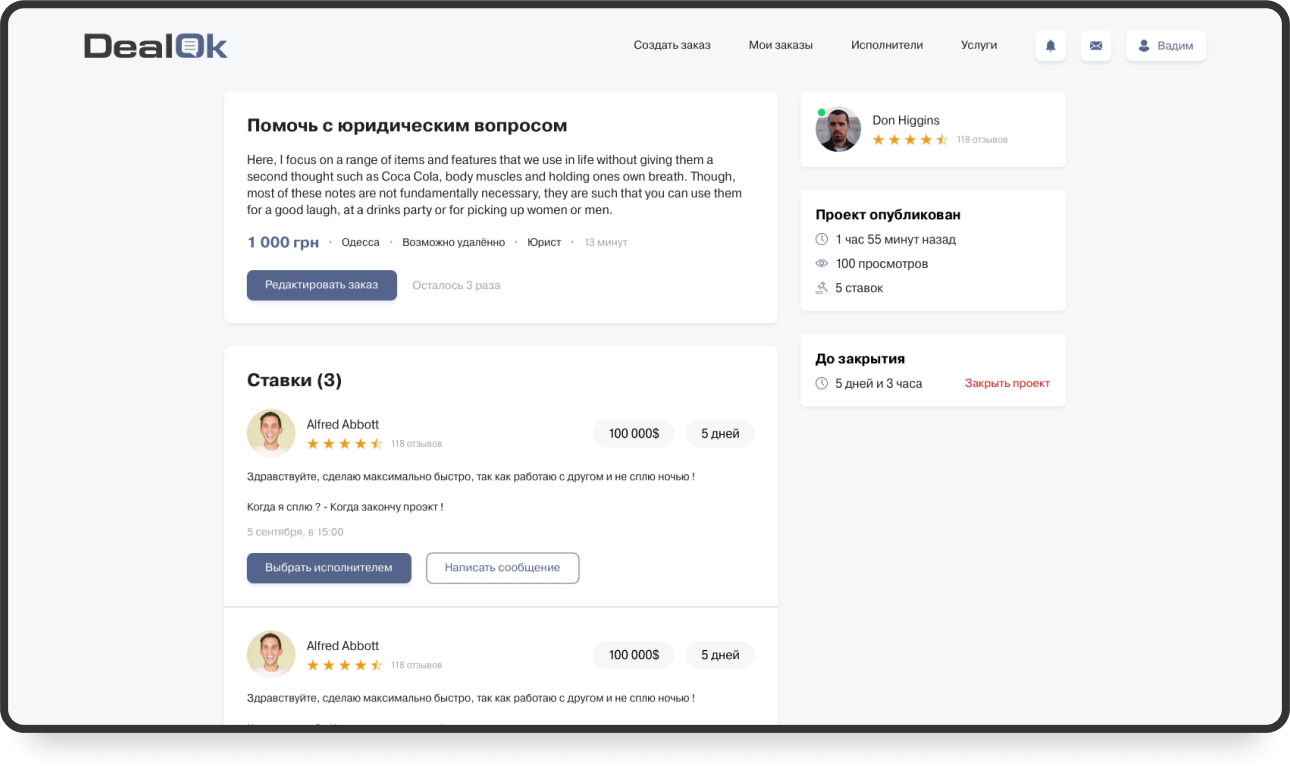 DealOk
Создать заказ
Мои заказы
Исполнители
Услуги
Вадим
Помочь с юридическим вопросом
Here, I focus on a range of items and features that we use in life without giving them a
second thought such as Coca Cola, body muscles and holding ones own breath. Though,
most of these notes are not fundamentally necessary, they are such that you can use them
for a good laugh, at a drinks party or for picking up women or men.
1 000 грн · Одесса · Возможно удалённо · Юрист · 13 минут
Редактировать заказ
Осталось 3 раза
Ставки (3)
Alfred Abbott
118 отзывов
100 000$
5 дней
Здравствуйте, сделаю максимально быстро, так как работаю с другом и не сплю ночью !
Когда я сплю ? - Когда закончу проэкт !
5 сентября, в 15:00
Выбрать исполнителем
Написать сообщение
Alfred Abbott
118 отзывов
100 000$
5 дней
Здравствуйте, сделаю максимально быстро, так как работаю с другом и не сплю ночью !
Don Higgins
118 отзывов
Проект опубликован
1 час 55 минут назад
100 просмотров
5 ставок
До закрытия
5 дней и 3 часа
Закрыть проект